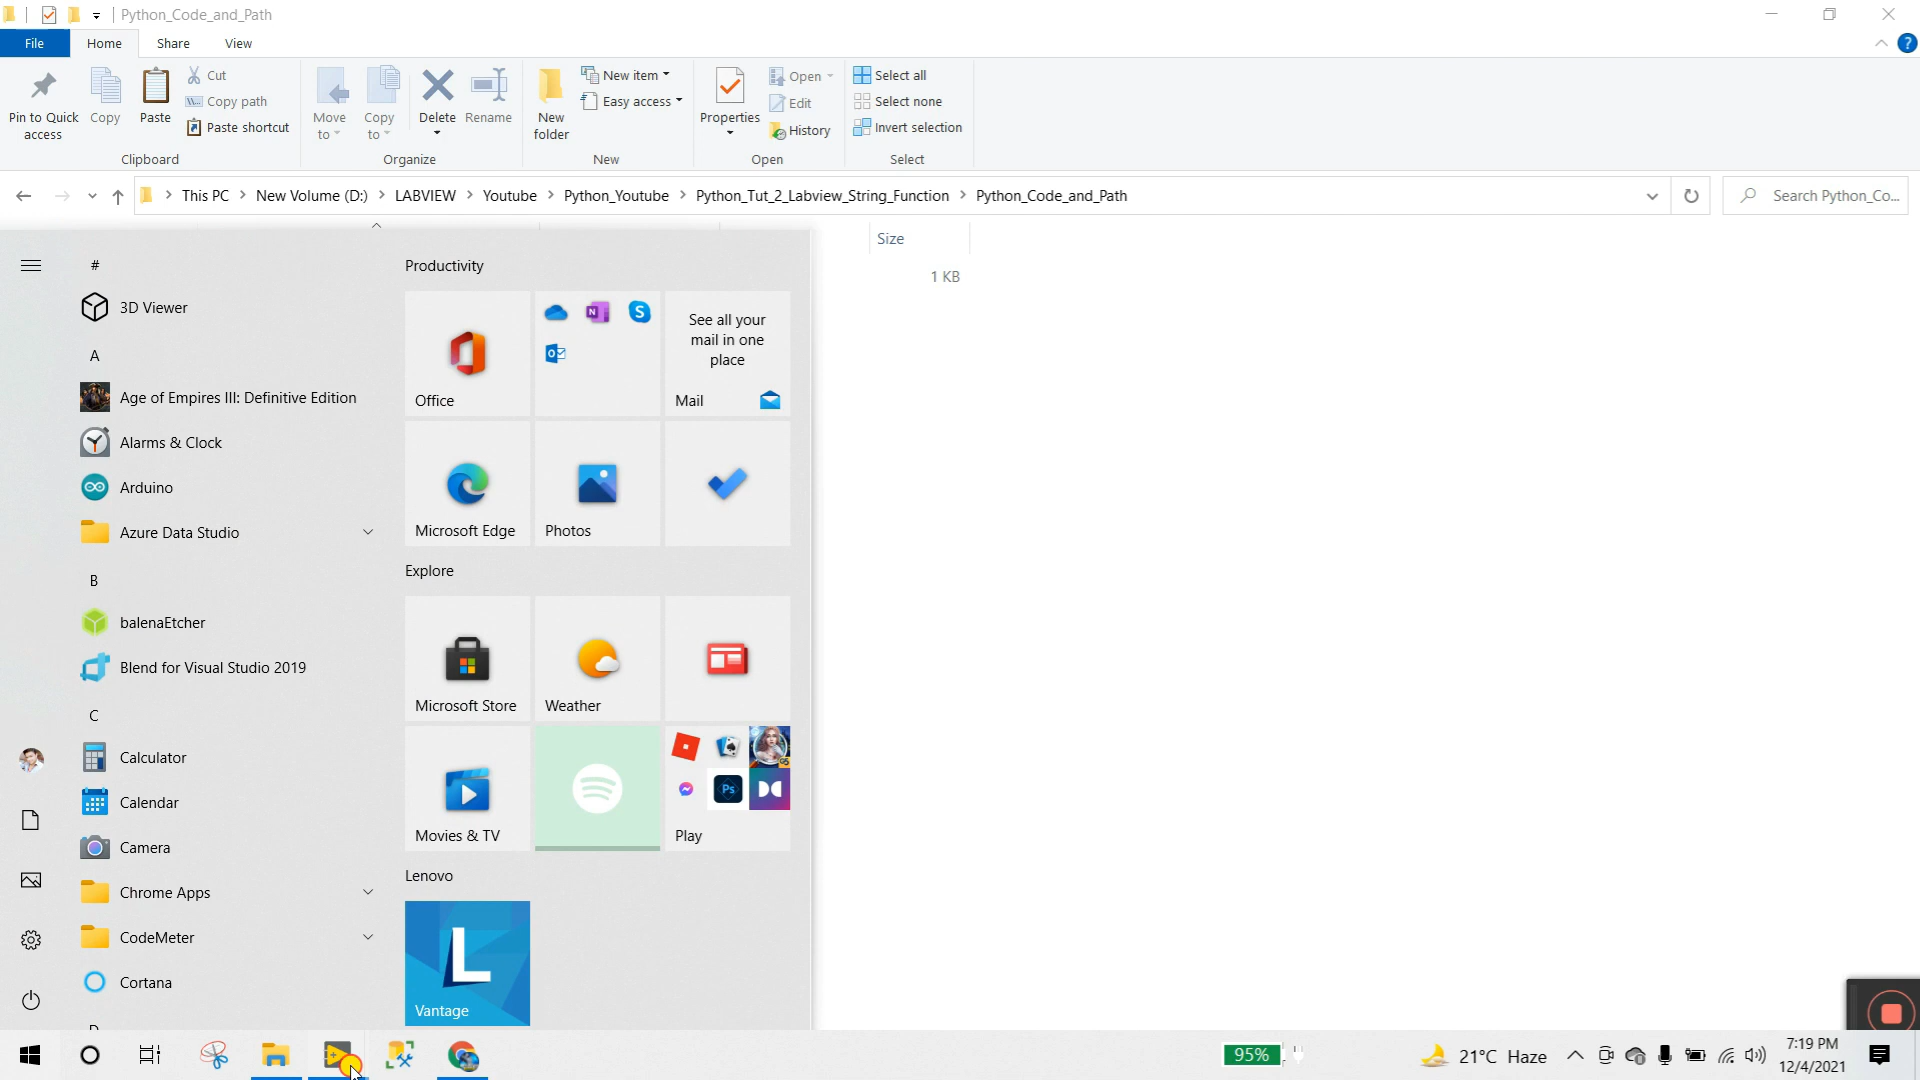 Python_Code_and_Path
File
Home
Share
View
Pin to Quick
access
Copy
Paste
Cut
Copy path
Paste shortcut
Move
to
Copy
to
Delete
Rename
New
folder
New item
Easy access
Properties
Open
Edit
History
Select all
Select none
Invert selection
Clipboard
Organize
New
Open
Select
This PC
New Volume (D:)
LABVIEW
Youtube
Python_Youtube
Python_Tut_2_Labview_String_Function
Python_Code_and_Path
Search Python_Co...
Size
1 KB
#
3D Viewer
A
Age of Empires III: Definitive Edition
Alarms & Clock
Arduino
Azure Data Studio
B
balenaEtcher
Blend for Visual Studio 2019
C
Calculator
Calendar
Camera
Chrome Apps
CodeMeter
Cortana
Productivity
Office
See all your
mail in one
place
Mail
Microsoft Edge
Photos
Explore
Microsoft Store
Weather
Movies & TV
Ps
Play
Lenovo
L
Vantage
95%
21°C Haze
7:19 PM
12/4/2021